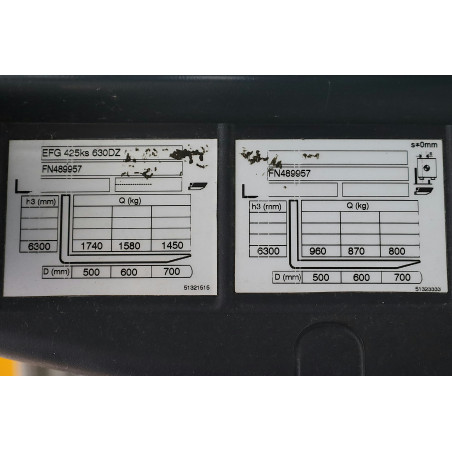 EFG 425ks 630DZ
FN489957
h3 (mm) Q (kg)
6300 1740 1580 1450
D (mm) 500 600 700
51321515
s±0mm
FN489957
h3 (mm) Q (kg)
6300 960 870 800
D (mm) 500 600 700
51323333